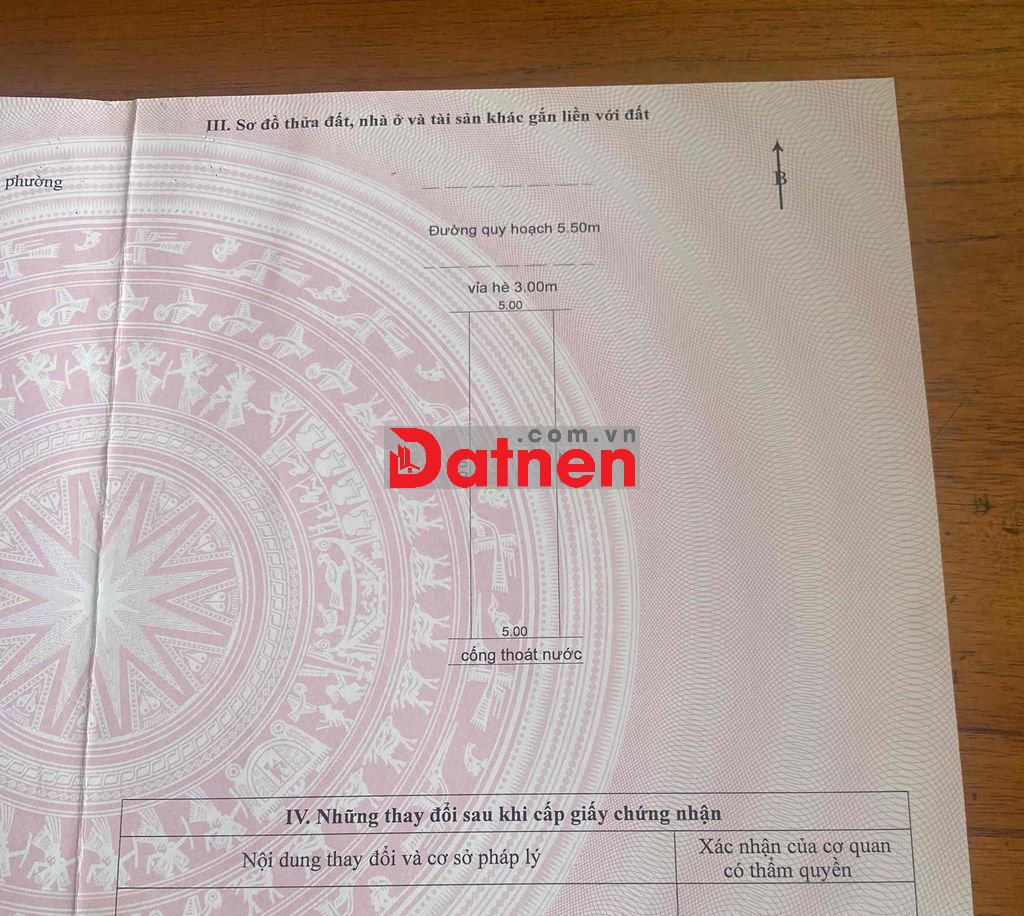 III. Sơ đồ thửa đất, nhà ở và tài sản khác gắn liền với đất
phường
B
Đường quy hoạch 5.50m
vỉa hè 3.00m
5.00
.com.vn
Datnen
5.00
cống thoát nước
IV. Những thay đổi sau khi cấp giấy chứng nhận
Nội dung thay đổi và cơ sở pháp lý
Xác nhận của cơ quan
có thẩm quyền